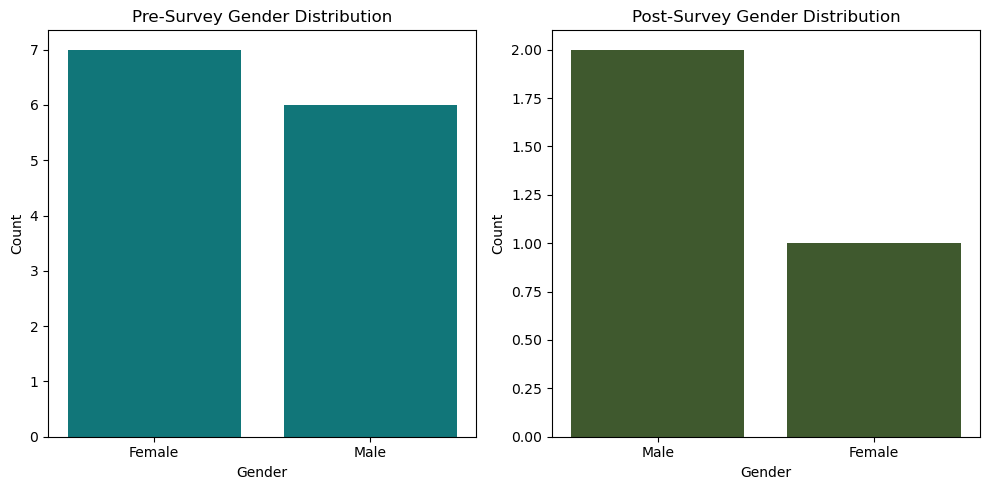 Pre-Survey Gender Distribution
7
6
5
4
3
2
1
0
Count
Female
Male
Gender
Post-Survey Gender Distribution
2.00
1.75
1.50
1.25
1.00
0.75
0.50
0.25
0.00
Count
Male
Female
Gender